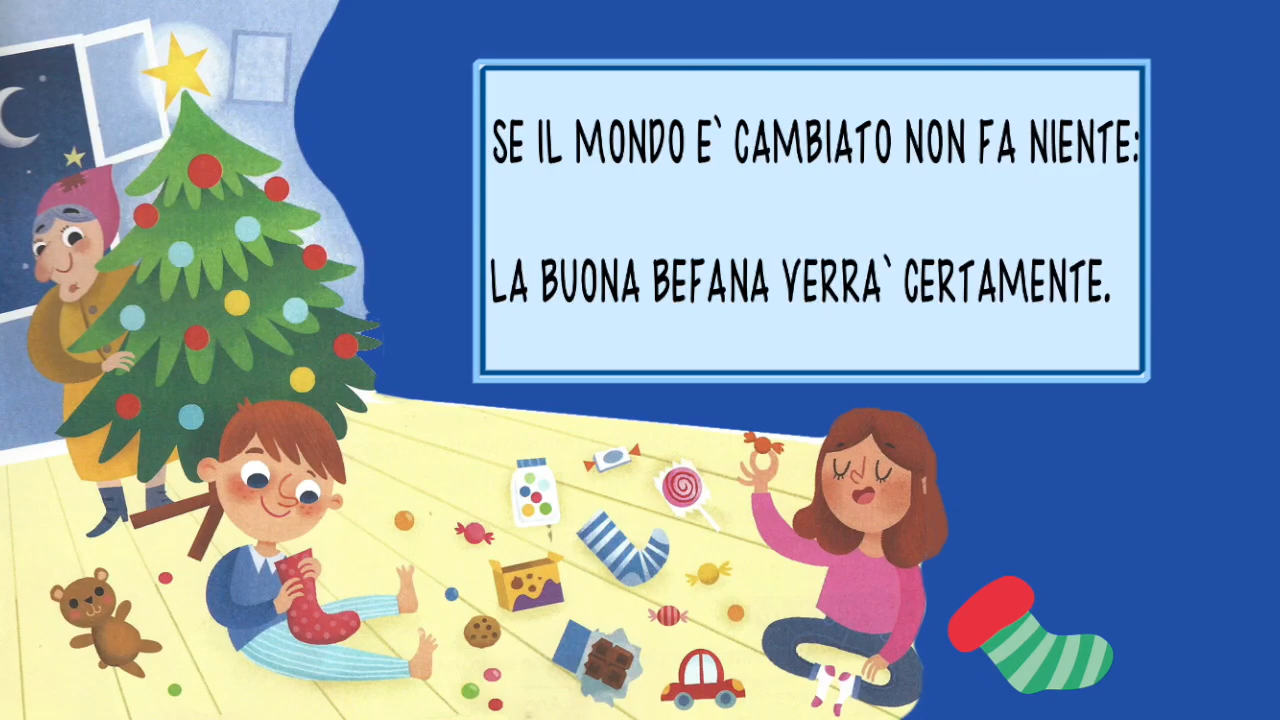 SE IL MONDO E` CAMBIATO NON FA NIENTE:
LA BUONA BEFANA VERRA` CERTAMENTE.